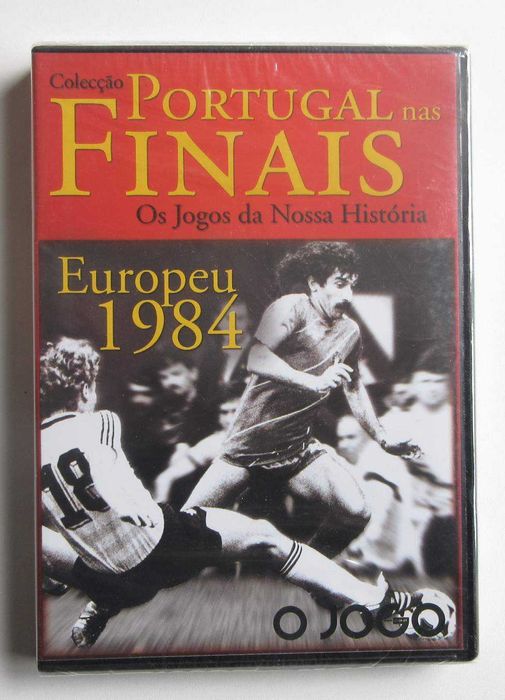 Colecção
PORTUGAL nas
FINAIS
Os Jogos da Nossa História
Europeu
1984
18
O JOGO